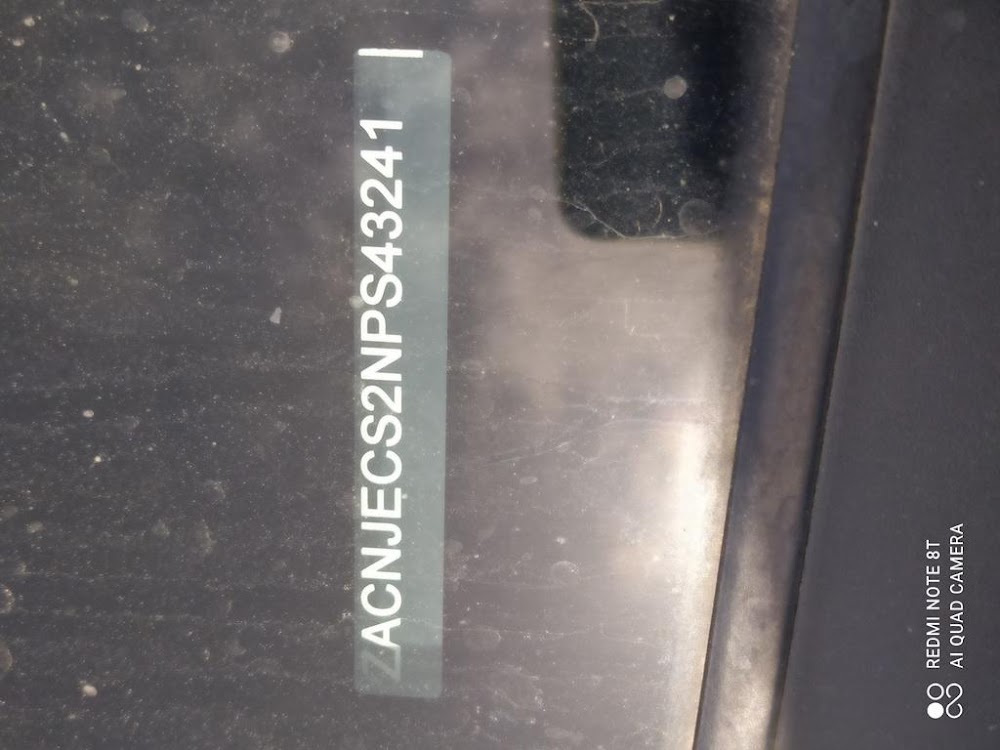 ZACNJECS2NPS43241
REDMI NOTE 8T
AI QUAD CAMERA